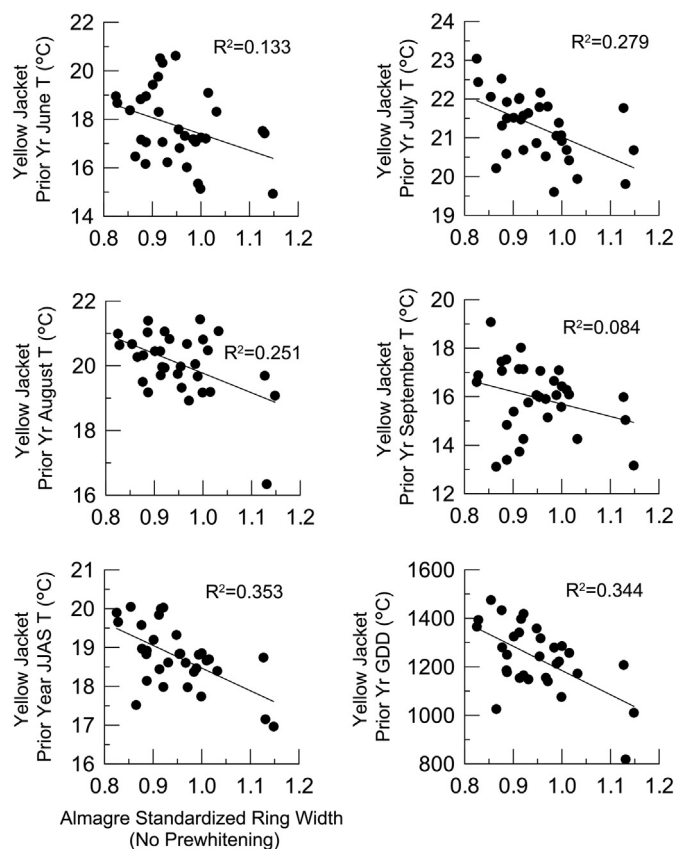 Yellow Jacket
Prior Yr June T (°C)
22
20
18
16
14
R²=0.133
0.8 0.9 1.0 1.1 1.2
Yellow Jacket
Prior Yr July T (°C)
24
23
22
21
20
19
R²=0.279
0.8 0.9 1.0 1.1 1.2
Yellow Jacket
Prior Yr August T (°C)
22
21
20
19
18
16
R²=0.251
0.8 0.9 1.0 1.1 1.2
Yellow Jacket
Prior Yr September T (°C)
20
18
16
14
12
R²=0.084
0.8 0.9 1.0 1.1 1.2
Yellow Jacket
Prior Year JJAS T (°C)
21
20
19
18
17
16
R²=0.353
0.8 0.9 1.0 1.1 1.2
Yellow Jacket
Prior Yr GDD (°C)
1600
1400
1200
1000
800
R²=0.344
0.8 0.9 1.0 1.1 1.2
Almagre Standardized Ring Width
(No Prewhitening)